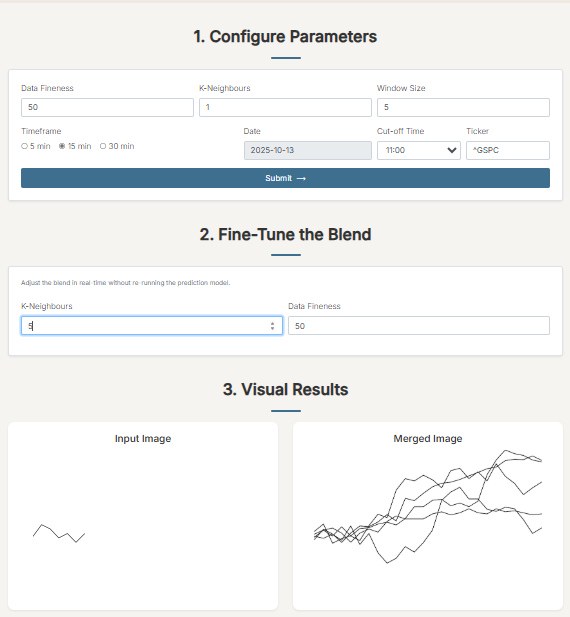 1. Configure Parameters
Data Fineness K-Neighbours Window Size
50 1 5
Timeframe Date Cut-off Time Ticker
5 min 15 min 30 min 2025-10-13 11:00 ^GSPC
Submit →
2. Fine-Tune the Blend
Adjust the blend in real-time without re-running the prediction model.
K-Neighbours Data Fineness
5 50
3. Visual Results
Input Image Merged Image